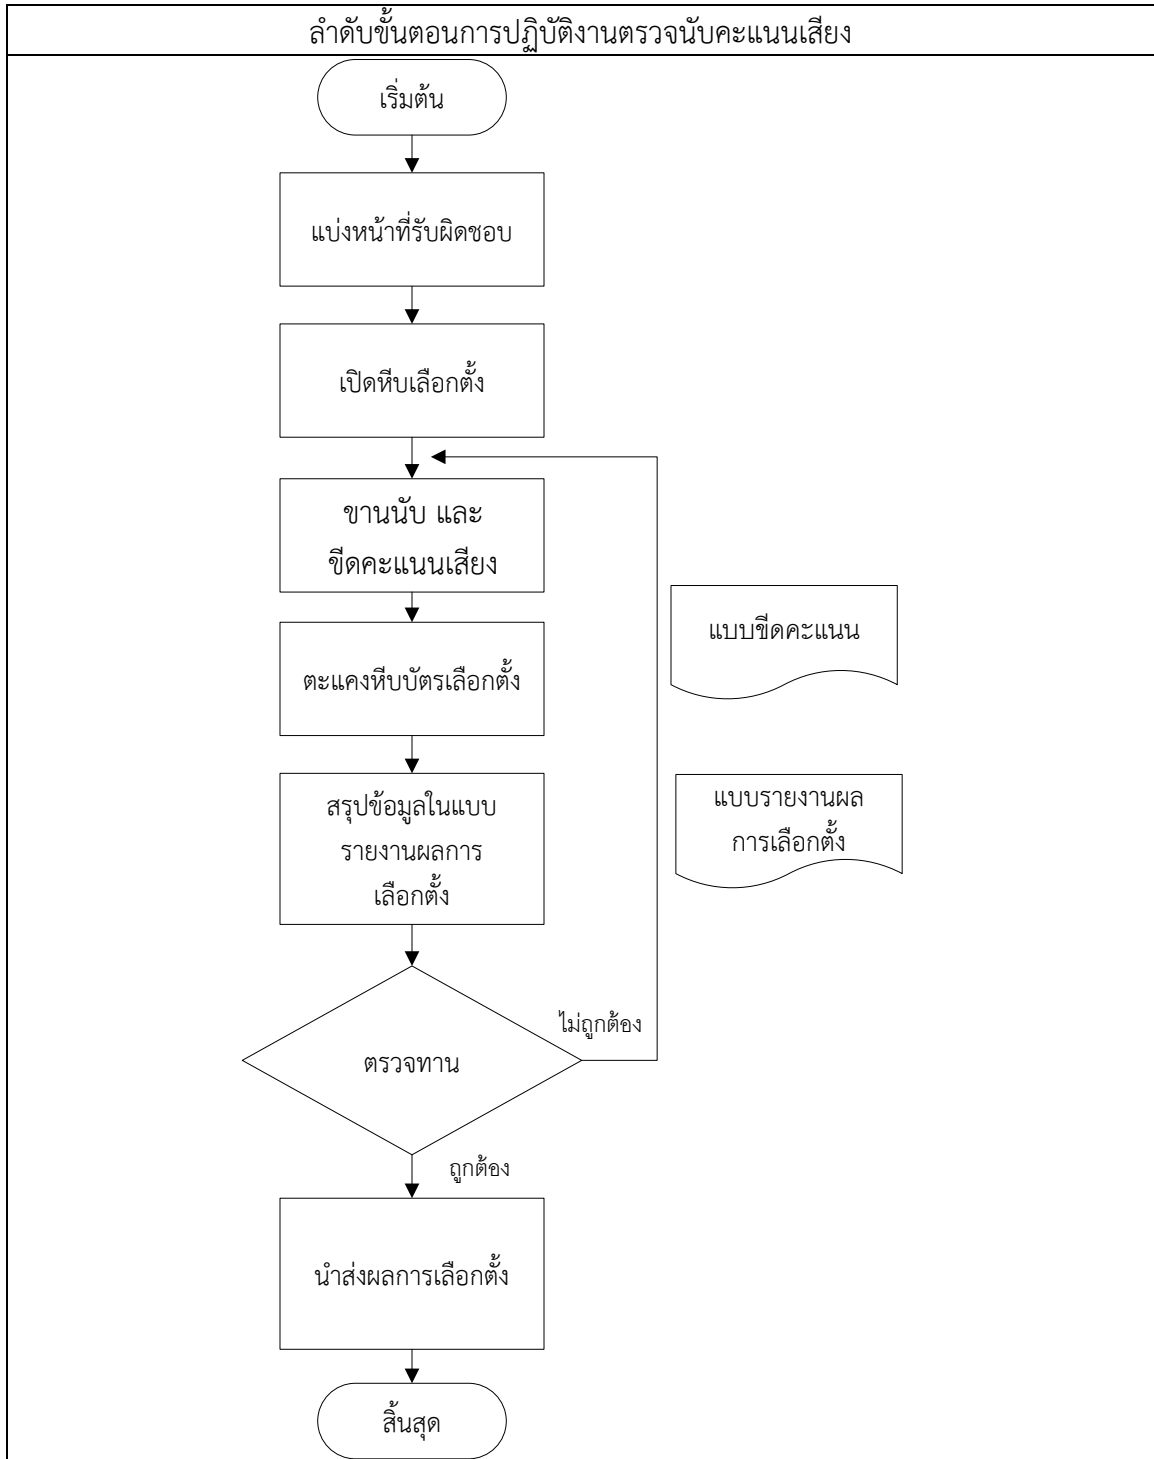 ลำดับขั้นตอนการปฏิบัติงานตรวจนับคะแนนเสียง
เริ่มต้น
แบ่งหน้าที่รับผิดชอบ
เปิดหีบเลือกตั้ง
ขานนับ และ
ขีดคะแนนเสียง
แบบขีดคะแนน
ตะแคงหีบบัตรเลือกตั้ง
สรุปข้อมูลในแบบ
รายงานผลการ
เลือกตั้ง
แบบรายงานผล
การเลือกตั้ง
ไม่ถูกต้อง
ตรวจทาน
ถูกต้อง
นำส่งผลการเลือกตั้ง
สิ้นสุด